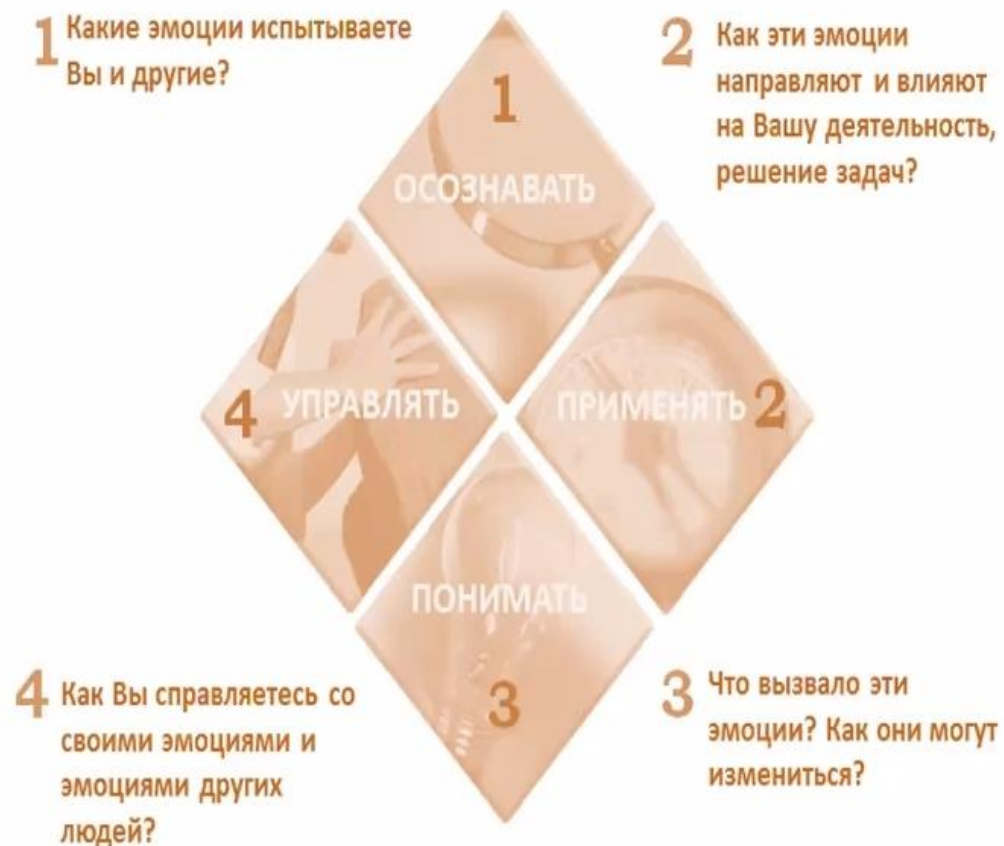 1 Какие эмоции испытываете
Вы и другие?
2 Как эти эмоции
направляют и влияют
на Вашу деятельность,
решение задач?
1
ОСОЗНАВАТЬ
4 УПРАВЛЯТЬ
ПРИМЕНЯТЬ 2
ПОНИМАТЬ
3
4 Как Вы справляетесь со
своими эмоциями и
эмоциями других
людей?
3 Что вызвало эти
эмоции? Как они могут
измениться?